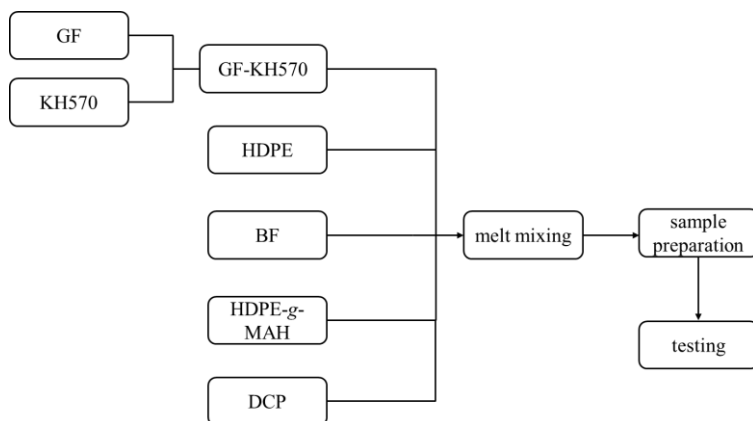 GF
KH570
GF-KH570
HDPE
BF
HDPE-g-
MAH
DCP
melt mixing
sample
preparation
testing